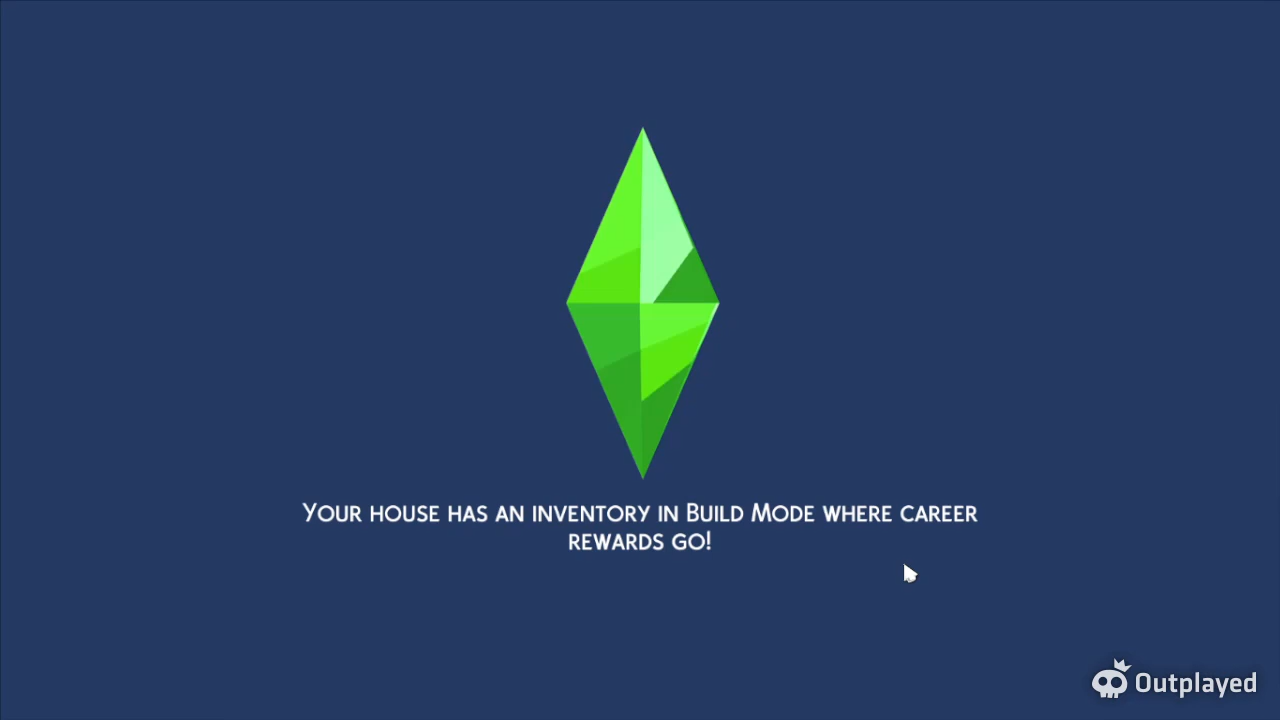 Your house has an inventory in Build Mode where career
rewards go!
Outplayed